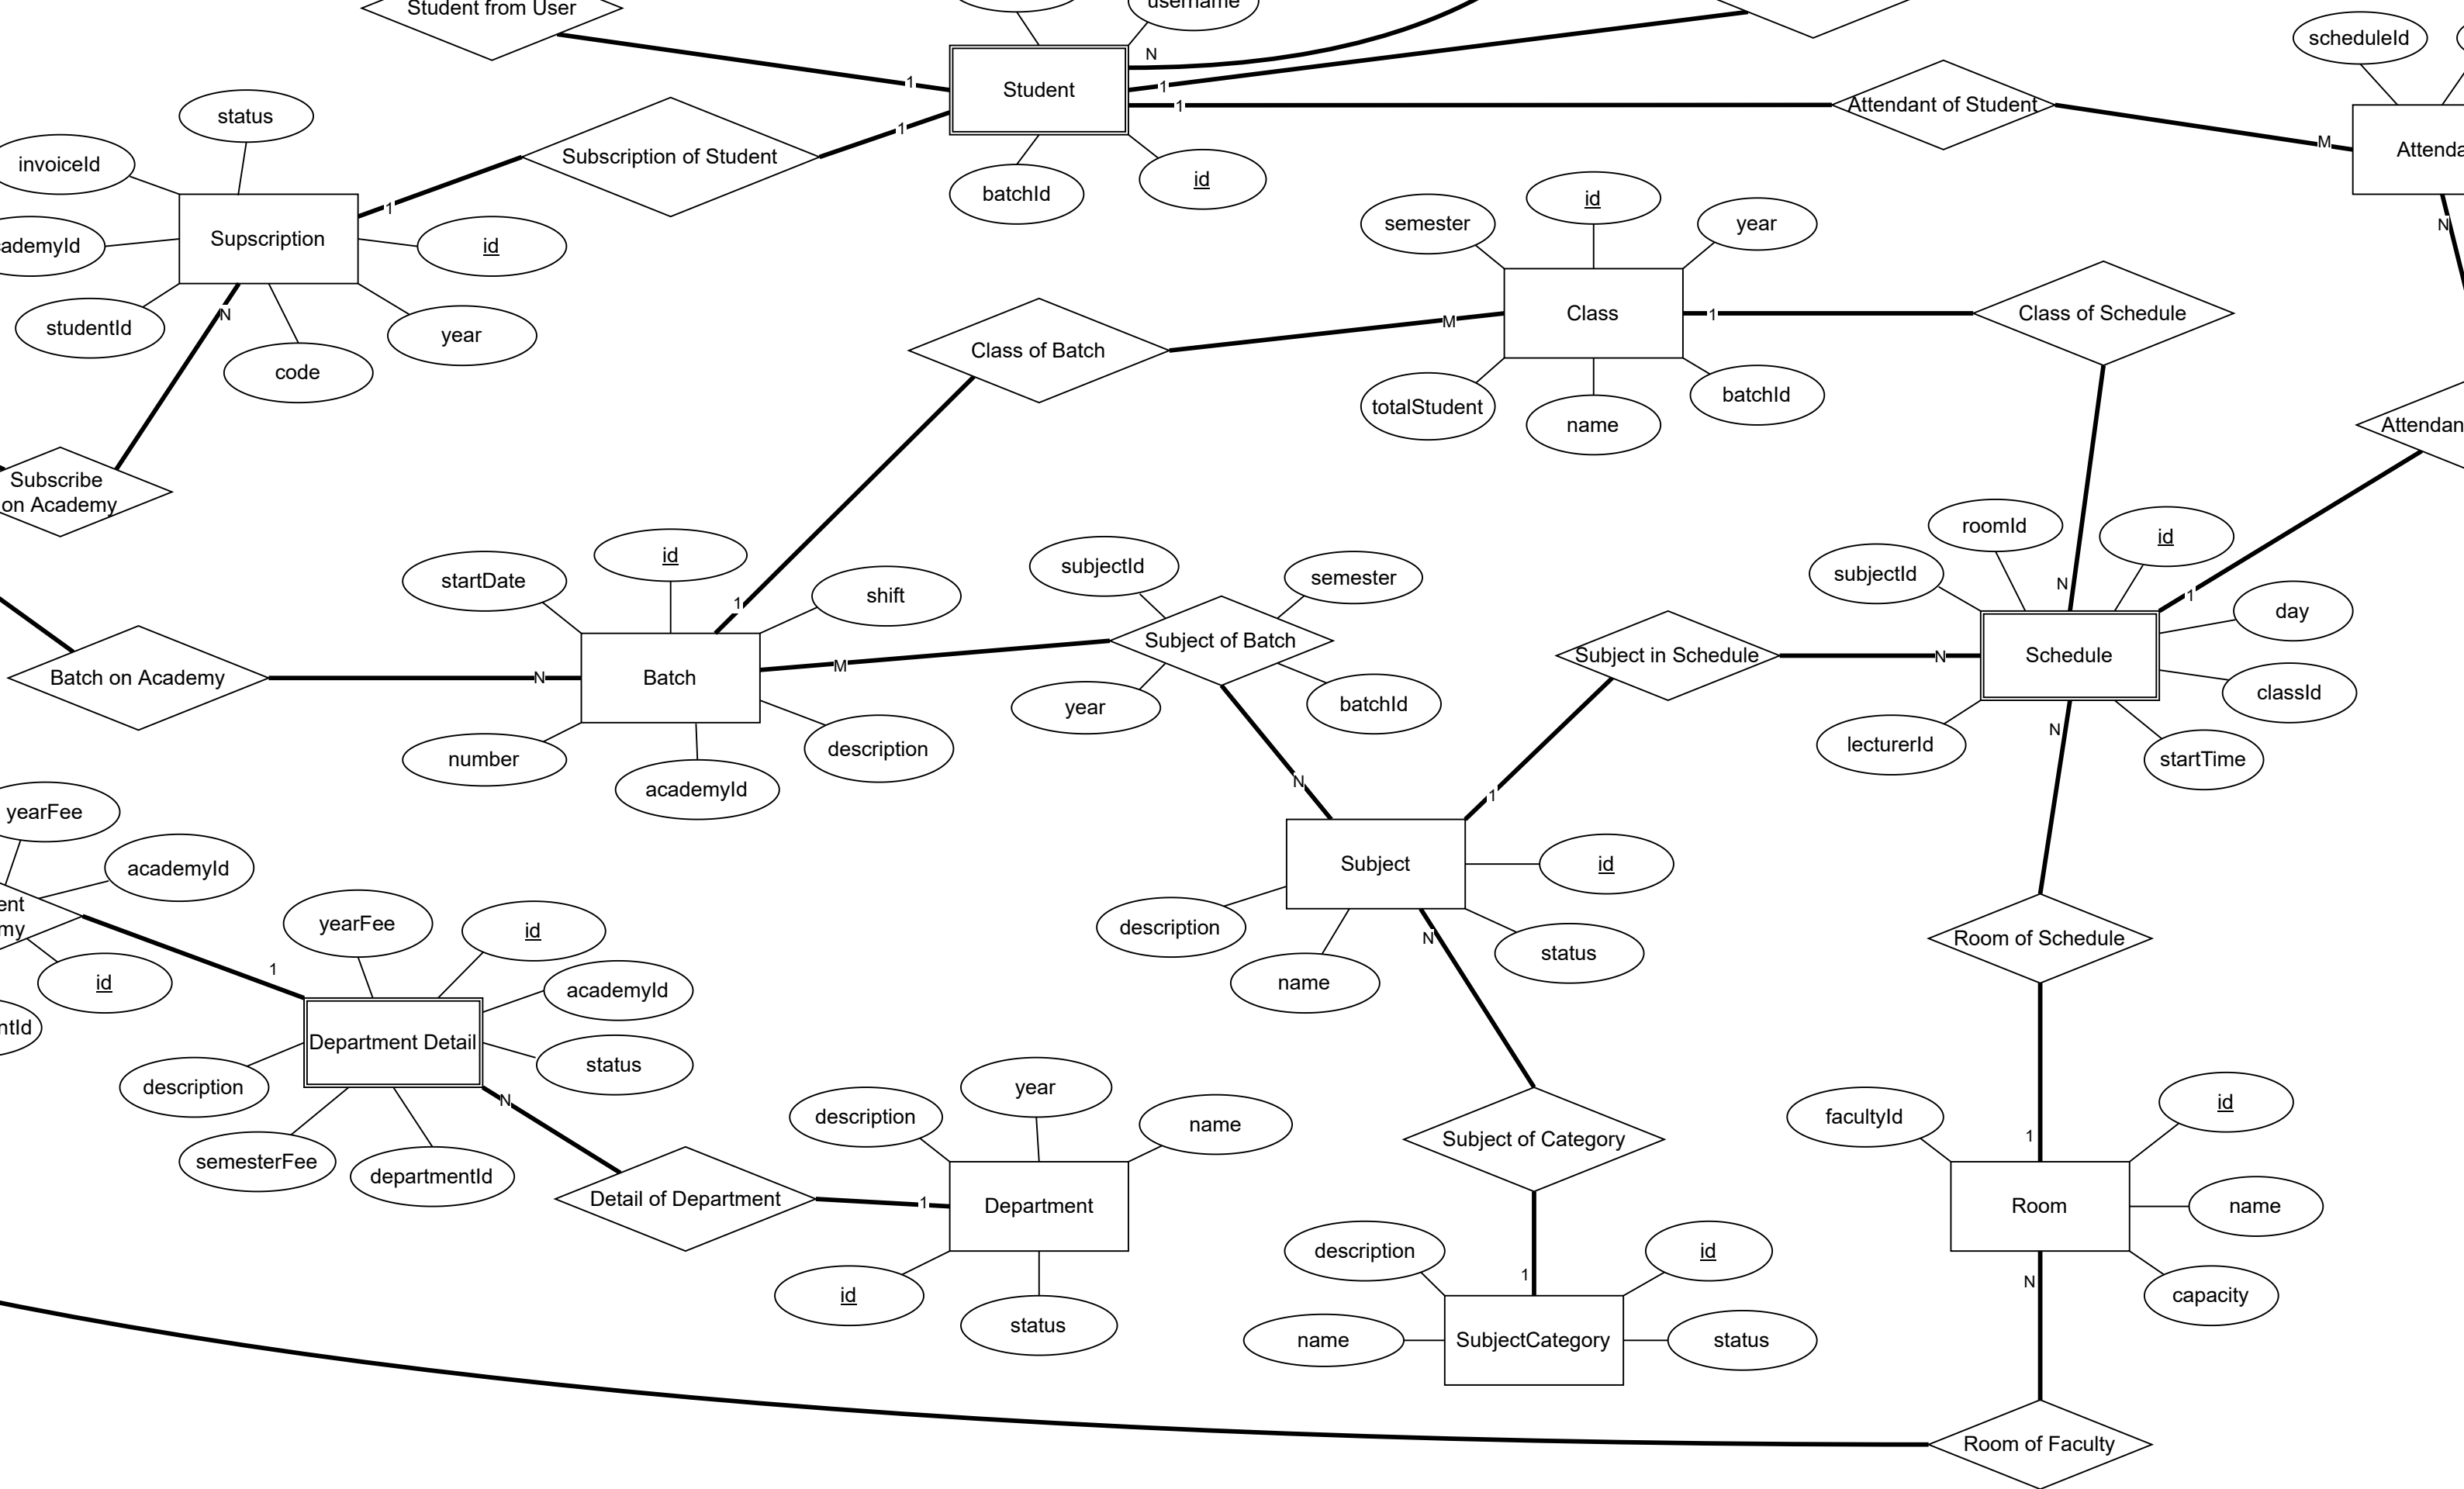 Student from User
username
scheduleId
N
1
Student
1
1
Attendant of Student
M
status
invoiceId
Subscription of Student
1
1
batchId
id
id
semester
year
N
Supscription
id
studentId
year
code
N
Class of Batch
M
Class
1
Class of Schedule
totalStudent
name
batchId
Subscribe
on Academy
startDate
id
shift
1
Batch on Academy
N
Batch
M
number
academyId
description
subjectId
semester
Subject of Batch
year
batchId
N
Subject in Schedule
N
1
roomId
id
subjectId
N
1
day
Schedule
classId
lecturerId
N
startTime
yearFee
academyId
id
1
yearFee
id
academyId
Department Detail
status
description
N
semesterFee
departmentId
Detail of Department
1
Subject
id
description
N
name
status
Room of Schedule
1
year
description
name
Department
id
status
Subject of Category
1
description
id
name
SubjectCategory
status
facultyId
id
Room
name
N
capacity
Room of Faculty